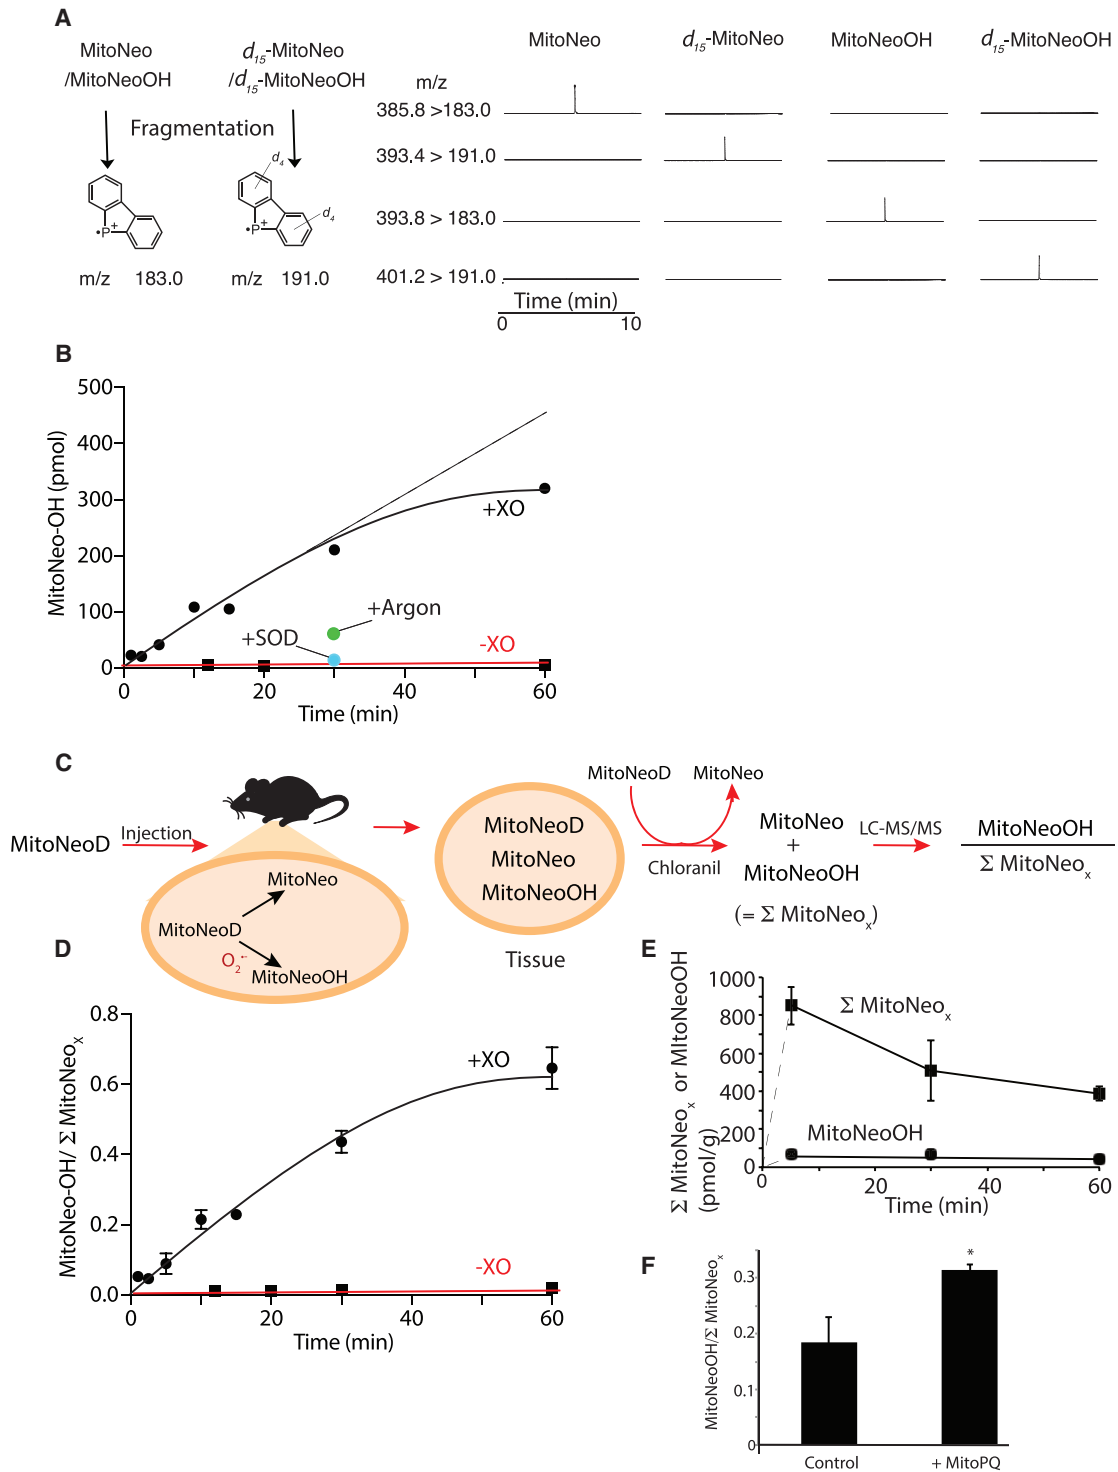 A
MitoNeo
/MitoNeoOH
d15-MitoNeo
/d15-MitoNeoOH
Fragmentation
d4
d4
•P+
•P+
m/z 183.0
m/z 191.0
m/z
MitoNeo
d15-MitoNeo
MitoNeoOH
d15-MitoNeoOH
385.8 >183.0
393.4 > 191.0
393.8 > 183.0
401.2 > 191.0
Time (min)
0 10
B
MitoNeo-OH (pmol)
500
400
300
200
100
0
+XO
+Argon
+SOD
-XO
0 20 40 60
Time (min)
C
MitoNeoD
Injection
MitoNeo
MitoNeoD
O2•-
MitoNeoOH
MitoNeoD
MitoNeo
MitoNeoOH
Tissue
MitoNeoD
MitoNeo
Chloranil
MitoNeo
+
MitoNeoOH
(= Σ MitoNeox)
LC-MS/MS
MitoNeoOH
Σ MitoNeox
D
MitoNeo-OH/ Σ MitoNeox
0.8
0.6
0.4
0.2
0.0
+XO
-XO
0 20 40 60
Time (min)
E
Σ MitoNeox or MItoNeoOH
(pmol/g)
1000
800
600
400
200
0
Σ MitoNeox
MitoNeoOH
0 20 40 60
Time (min)
F
MitoNeoOH/Σ MitoNeox
0.3
0.2
0.1
0
*
Control
+ MitoPQ